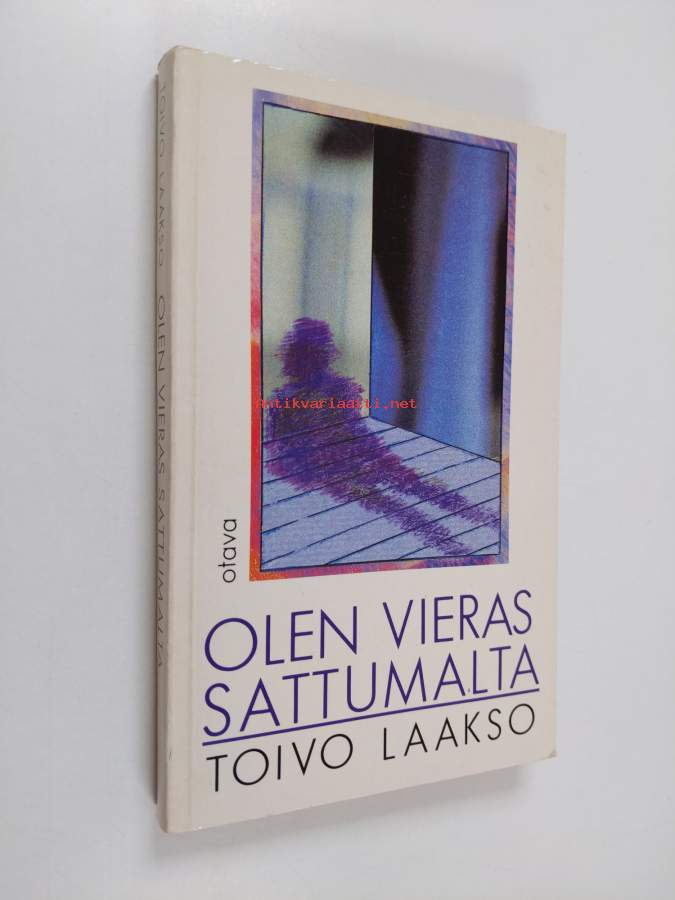 TOIVO LAAKSO OLEN VIERAS SATTUMALTA
antikvariaatti.net
otava
OLEN VIERAS
SATTUMALTA
TOIVO LAAKSO